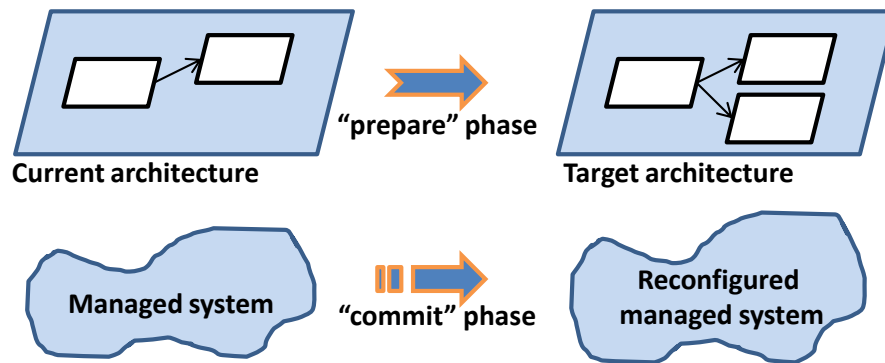 “prepare” phase
Current architecture
Target architecture
Managed system
“commit” phase
Reconfigured
managed system